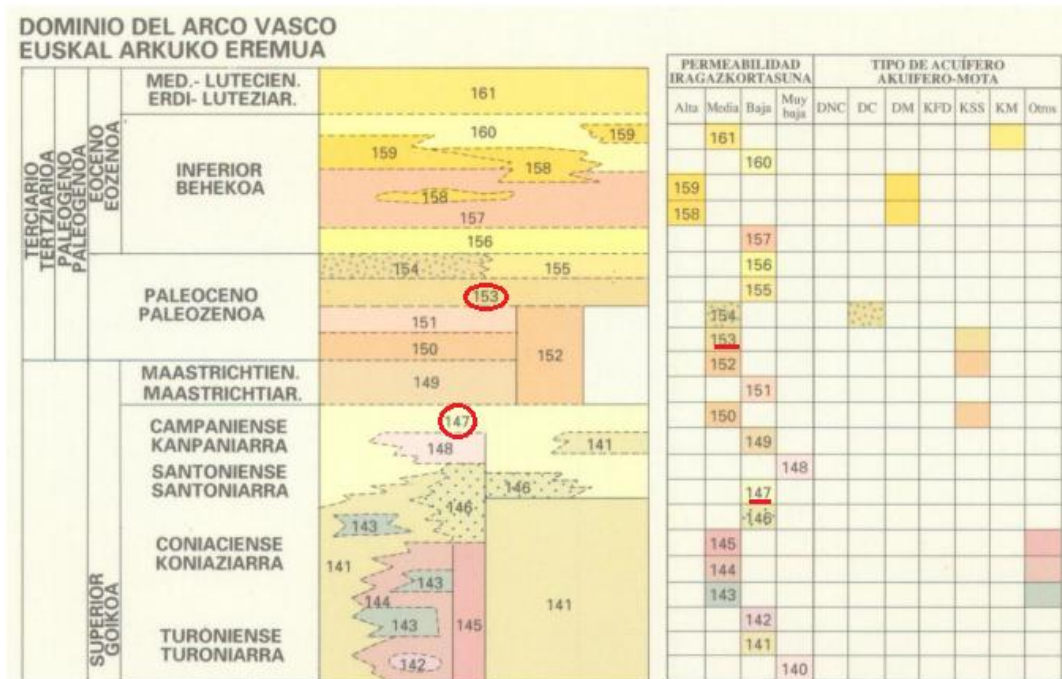 DOMINIO DEL ARCO VASCO
EUSKAL ARKUKO EREMUA
PERMEABILIDAD
IRAGAZKORTASUNA
TIPO DE ACUÍFERO
AKUIFERO-MOTA
Alta Media Baja Muy baja DNC DC DM KFD KSS KM Otros
TERCIARIO
TERTZIARIOA
PALEOGENO
PALEOGENOA
EOCENO
EOZENOA
MED.- LUTECIEN.
ERDI- LUTEZIAR.
161
INFERIOR
BEHEKOA
160
159
159
158
158
157
156
PALEOCENO
PALEOZENOA
154
155
153
151
150
152
SUPERIOR
GOIKOA
MAASTRICHTIEN.
MAASTRICHTIAR.
149
CAMPANIENSE
KANPANIARRA
147
148
141
SANTONIENSE
SANTONIARRA
146
146
143
CONIACIENSE
KONIAZIARRA
141
143
144
141
TURONIENSE
TURONIARRA
143
145
142
161
160
159
158
157
156
155
154
153
152
151
150
149
148
147
146
145
144
143
142
141
140